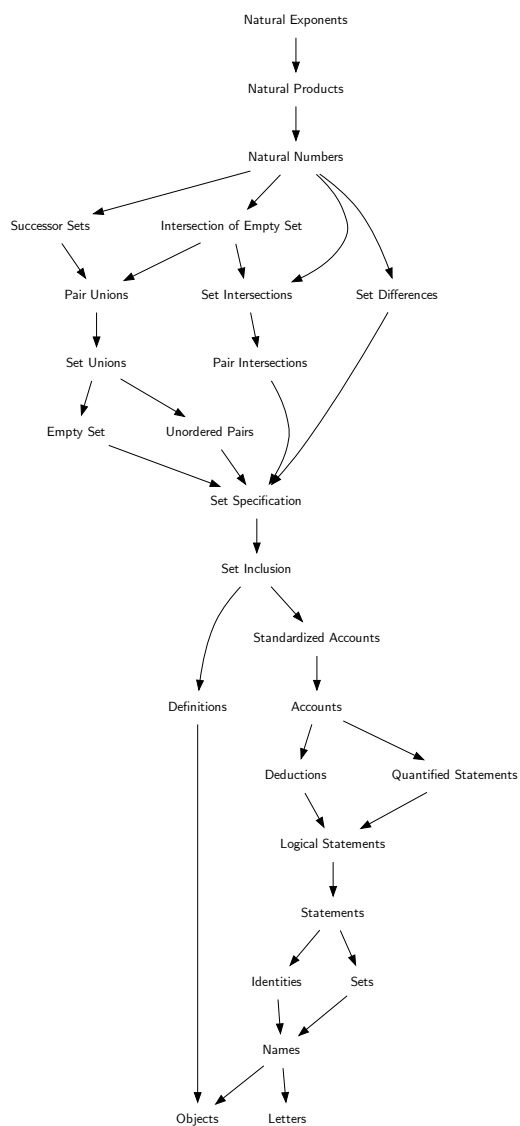 Natural Exponents
Natural Products
Natural Numbers
Successor Sets
Intersection of Empty Set
Pair Unions
Set Intersections
Set Differences
Set Unions
Pair Intersections
Empty Set
Unordered Pairs
Set Specification
Set Inclusion
Standardized Accounts
Definitions
Accounts
Deductions
Quantified Statements
Logical Statements
Statements
Identities
Sets
Names
Objects
Letters